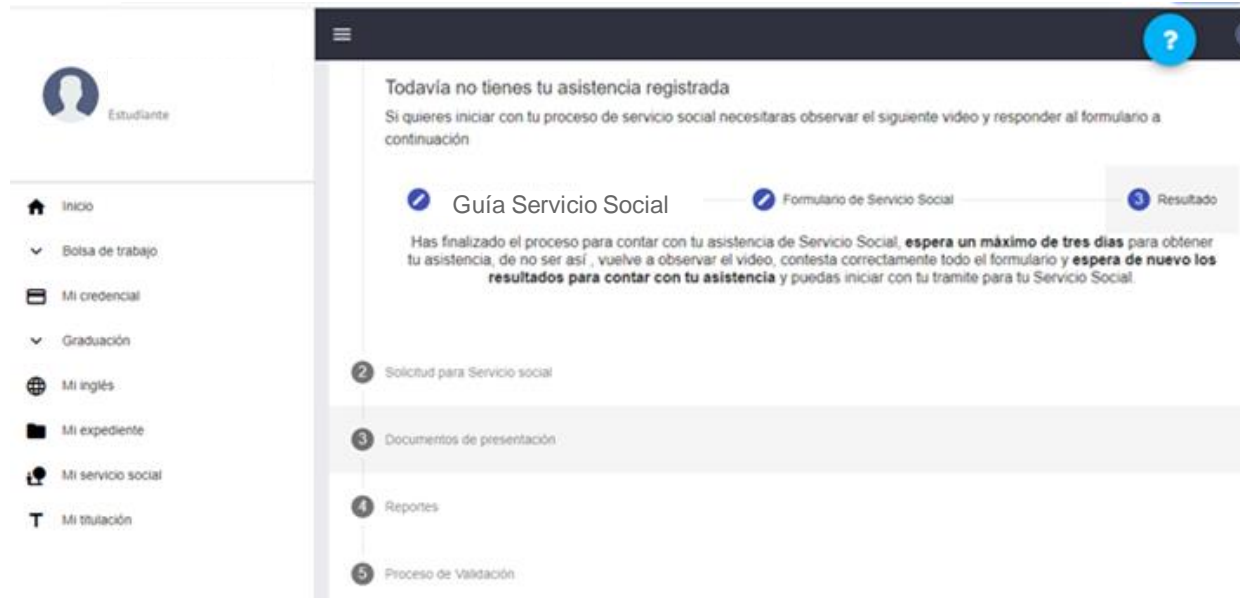 ?
Estudiante
Inicio
Bolsa de trabajo
Mi credencial
Graduación
Mi inglés
Mi expediente
Mi servicio social
Mi titulación
Todavía no tienes tu asistencia registrada
Si quieres iniciar con tu proceso de servicio social necesitaras observar el siguiente video y responder al formulario a
continuación
Guía Servicio Social
Formulario de Servicio Social
3 Resultado
Has finalizado el proceso para contar con tu asistencia de Servicio Social, espera un máximo de tres días para obtener
tu asistencia, de no ser así , vuelve a observar el video, contesta correctamente todo el formulario y espera de nuevo los
resultados para contar con tu asistencia y puedas iniciar con tu tramite para tu Servicio Social.
2 Solicitud para Servicio social
3 Documentos de presentación
4 Reportes
5 Proceso de Validación